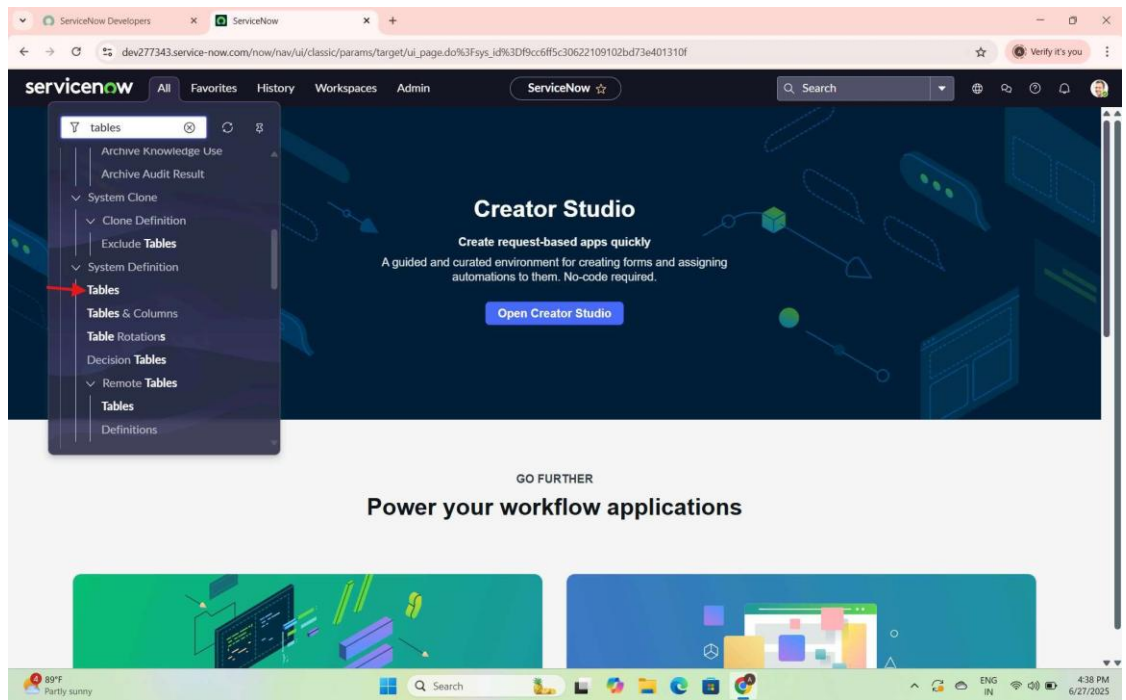 ServiceNow Developers
ServiceNow
dev277343.service-now.com/now/nav/ui/classic/params/target/ui_page.do%3Fsys_id%3Df9cc6ff5c30622109102bd73e401310f
Verify it's you
servicenow
All
Favorites
History
Workspaces
Admin
ServiceNow
Search
tables
Archive Knowledge Use
Archive Audit Result
System Clone
Clone Definition
Exclude Tables
System Definition
Tables
Tables & Columns
Table Rotations
Decision Tables
Remote Tables
Tables
Definitions
Creator Studio
Create request-based apps quickly
A guided and curated environment for creating forms and assigning
automations to them. No-code required.
Open Creator Studio
GO FURTHER
Power your workflow applications
4
89°F
Partly sunny
Search
ENG
IN
4:38 PM
6/27/2025